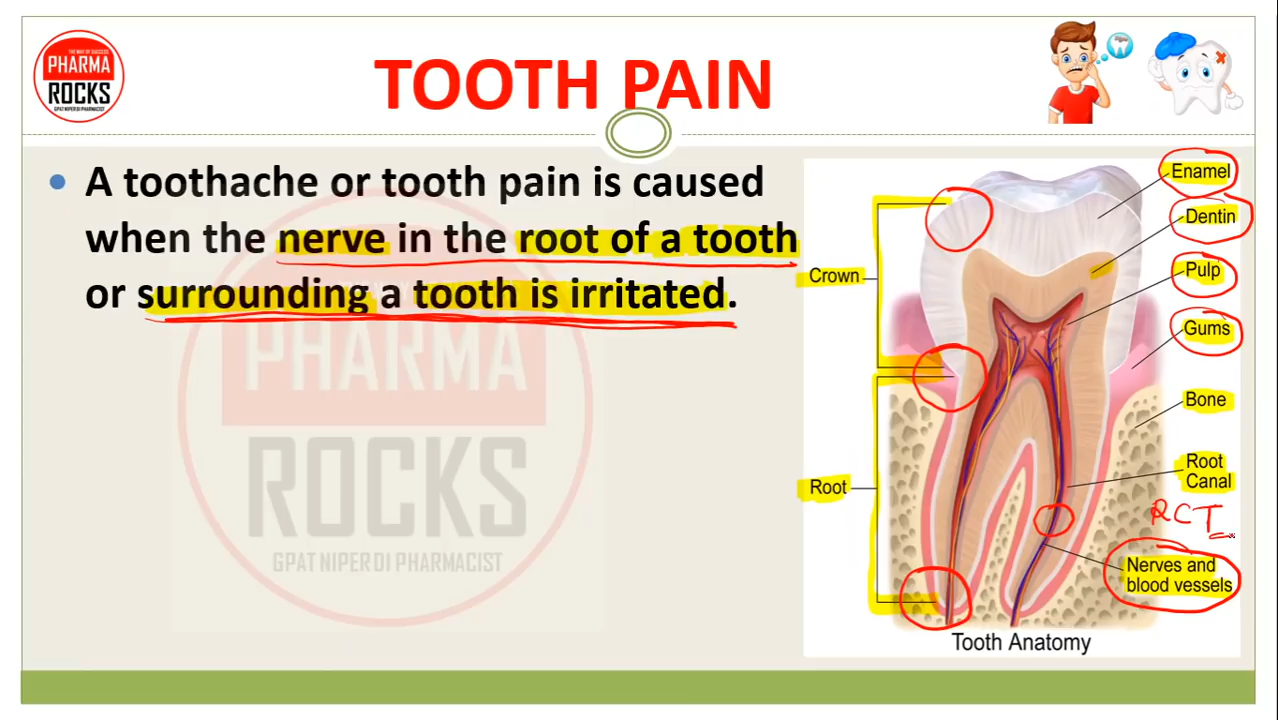 THE WAY OF SUCCESS
PHARMA
ROCKS
GPAT NIPER DI PHARMACIST
TOOTH PAIN
• A toothache or tooth pain is caused
when the nerve in the root of a tooth
or surrounding a tooth is irritated.
PHARMA
ROCKS
GPAT NIPER DI PHARMACIST
Crown
Root
Enamel
Dentin
Pulp
Gums
Bone
Root
Canal
RCT
Nerves and
blood vessels
Tooth Anatomy